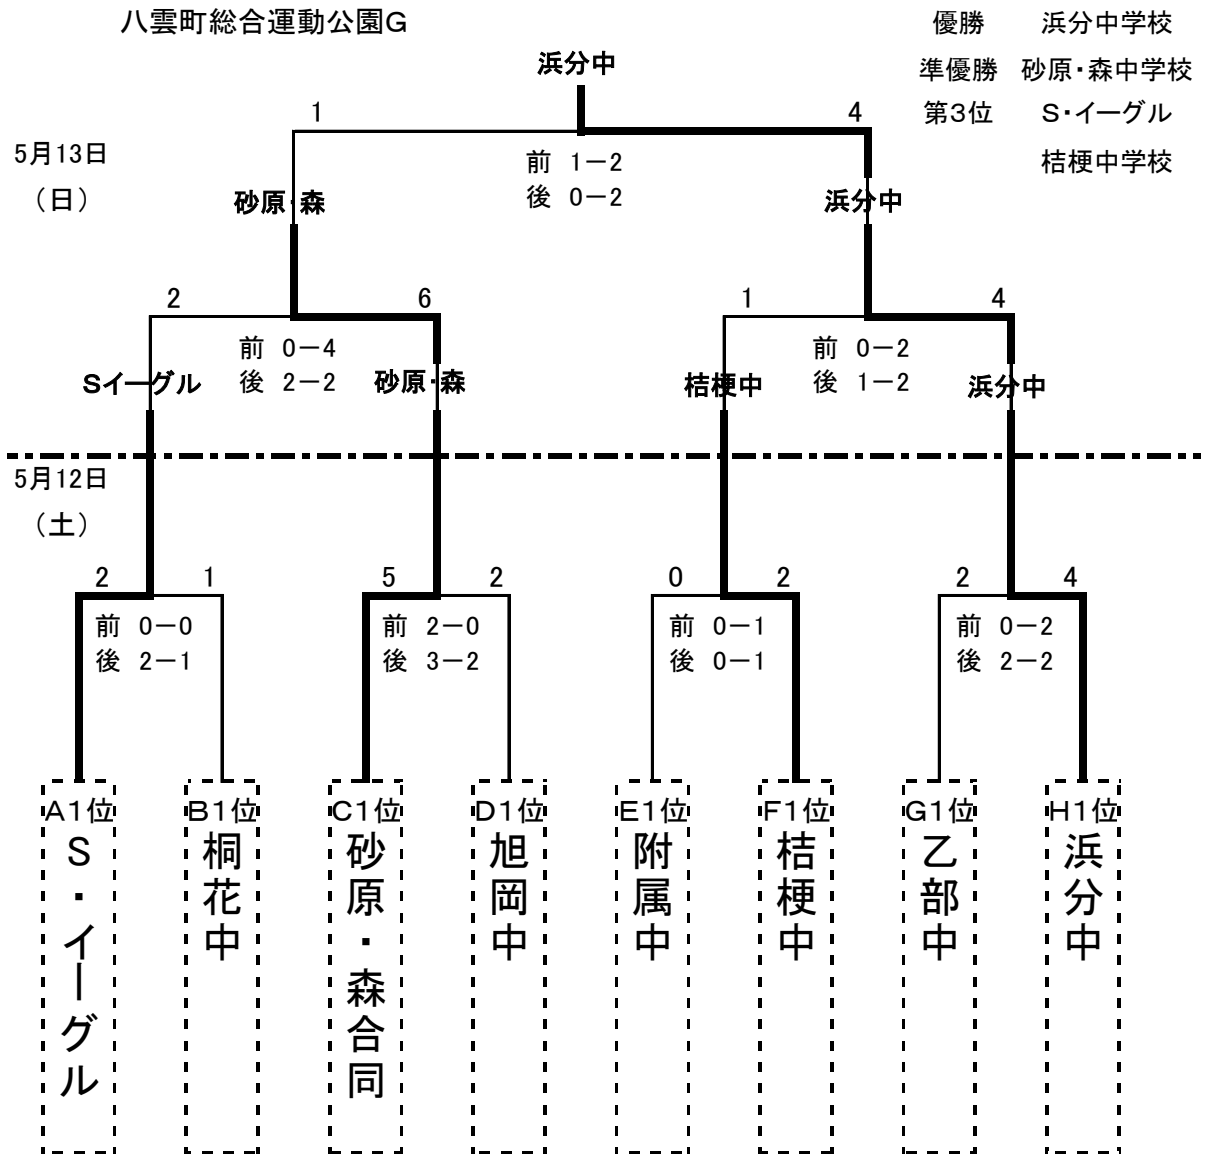 八雲町総合運動公園G
優勝 浜分中学校
準優勝 砂原・森中学校
第3位 S・イーグル
桔梗中学校
浜分中
1 4
5月13日
（日）
前 1－2
後 0－2
砂原・森 浜分中
2 6 1 4
前 0－4 前 0－2
後 2－2 後 1－2
Sイーグル 砂原・森 桔梗中 浜分中
5月12日
（土）
2 1 5 2 0 2 2 4
前 0－0 前 2－0 前 0－1 前 0－2
後 2－1 後 3－2 後 0－1 後 2－2
A1位 B1位 C1位 D1位 E1位 F1位 G1位 H1位
S・イーグル
桐花中
砂原・森合同
旭岡中
附属中
桔梗中
乙部中
浜分中